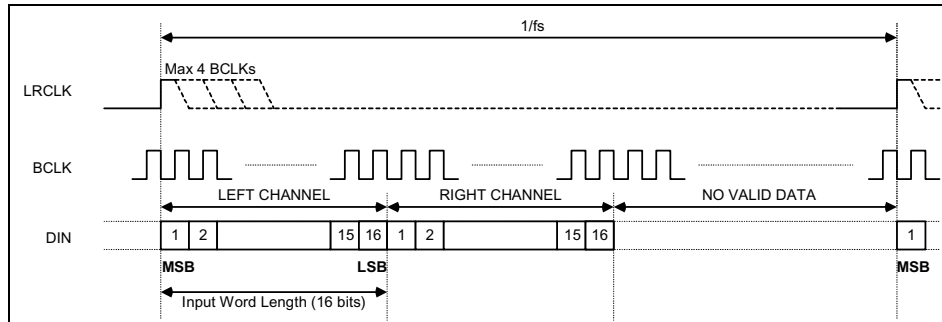 1/fs
Max 4 BCLKs
LRCLK
BCLK
LEFT CHANNEL RIGHT CHANNEL NO VALID DATA
DIN 1 2 15 16 1 2 15 16 1
MSB LSB MSB
Input Word Length (16 bits)